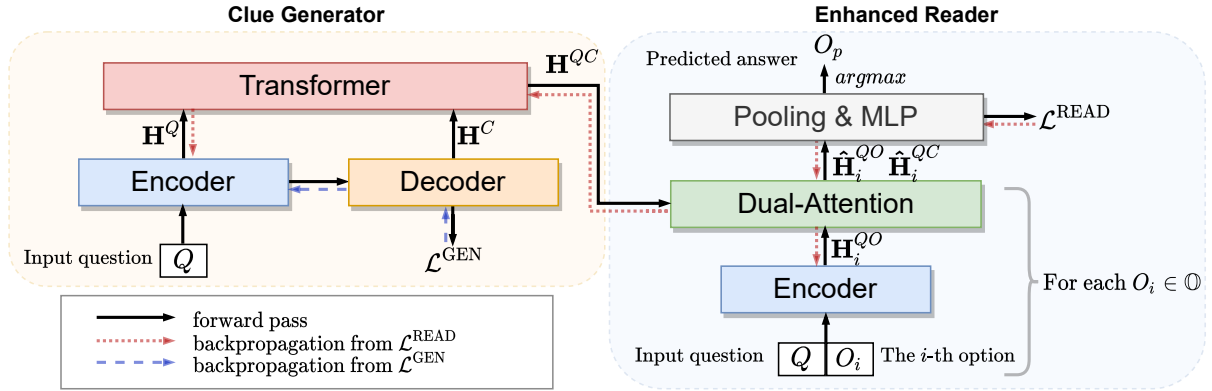 Clue Generator
Transformer
H^Q
H^C
H^{QC}
Encoder
Decoder
Input question Q
ℒ^GEN
forward pass
backpropagation from ℒ^READ
backpropagation from ℒ^GEN
Enhanced Reader
Predicted answer O_p
argmax
Pooling & MLP
ℒ^READ
Ĥ_i^{QO} Ĥ_i^{QC}
Dual-Attention
H_i^{QO}
Encoder
For each O_i ∈ 𝕆
Input question Q O_i The i-th option